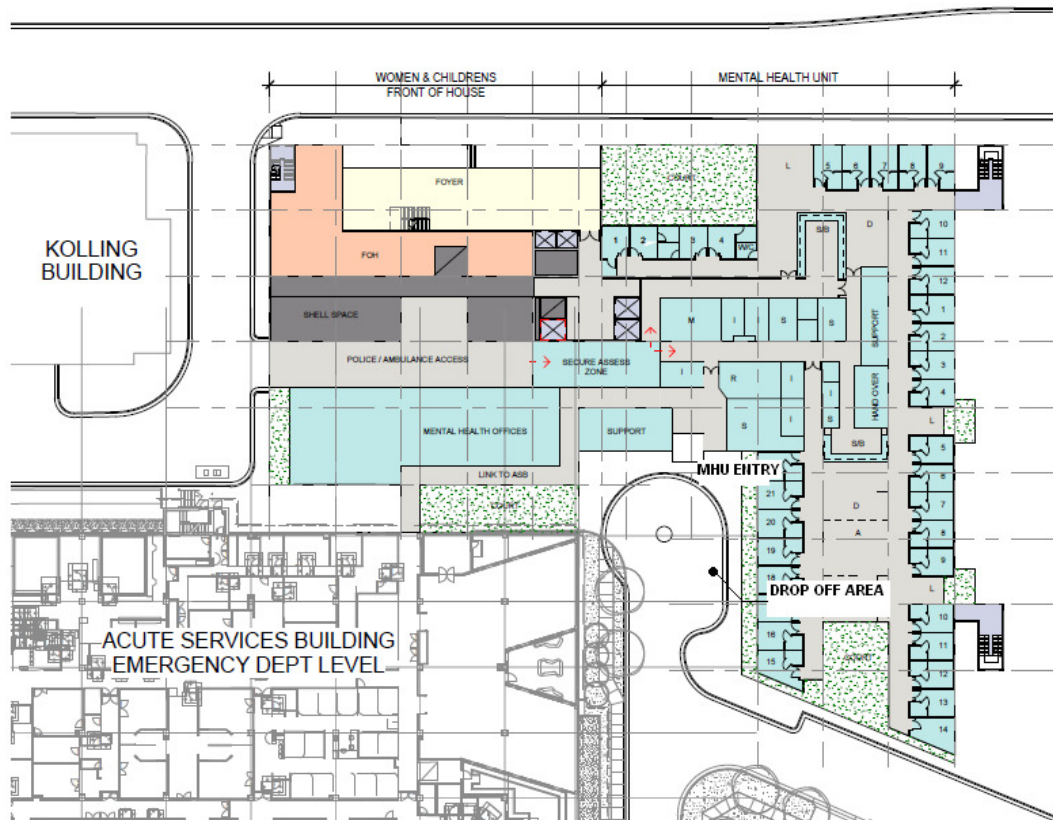 WOMEN & CHILDRENS
FRONT OF HOUSE
MENTAL HEALTH UNIT
KOLLING
BUILDING
FOYER
FOH
SHELL SPACE
POLICE / AMBULANCE ACCESS
SECURE ASSESS
ZONE
MENTAL HEALTH OFFICES
SUPPORT
LINK TO ASB
COURT
COURT
1
2
3
4
W/C
L
5
6
7
8
9
S/B
D
10
11
12
1
2
3
4
L
5
6
7
8
9
L
10
11
12
13
14
M
I
I
S
S
SUPPORT
I
R
I
S
I
I
S
HAND OVER
S/B
MHU ENTRY
21
20
19
18
16
15
D
A
DROP OFF AREA
COURT
ACUTE SERVICES BUILDING
EMERGENCY DEPT LEVEL